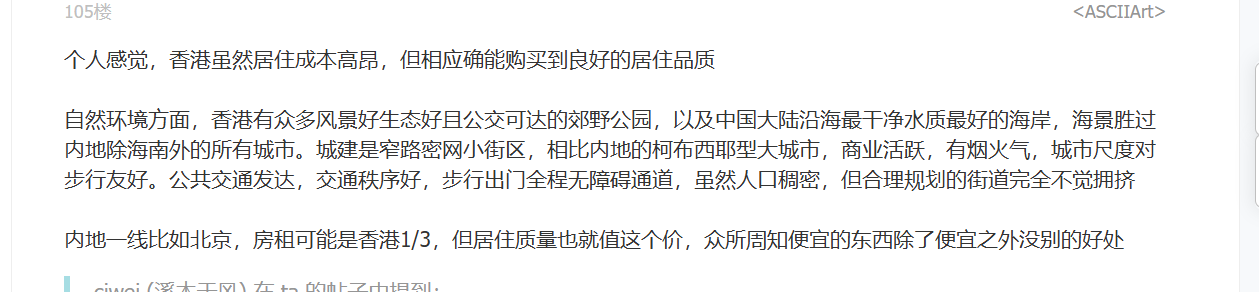 105楼
<ASCIIArt>
个人感觉，香港虽然居住成本高昂，但相应确能购买到良好的居住品质
自然环境方面，香港有众多风景好生态好且公交可达的郊野公园，以及中国大陆沿海最干净水质最好的海岸，海景胜过
内地除海南外的所有城市。城建是窄路密网小街区，相比内地的柯布西耶型大城市，商业活跃，有烟火气，城市尺度对
步行友好。公共交通发达，交通秩序好，步行出门全程无障碍通道，虽然人口稠密，但合理规划的街道完全不觉拥挤
内地一线比如北京，房租可能是香港1/3，但居住质量也就值这个价，众所周知便宜的东西除了便宜之外没别的好处